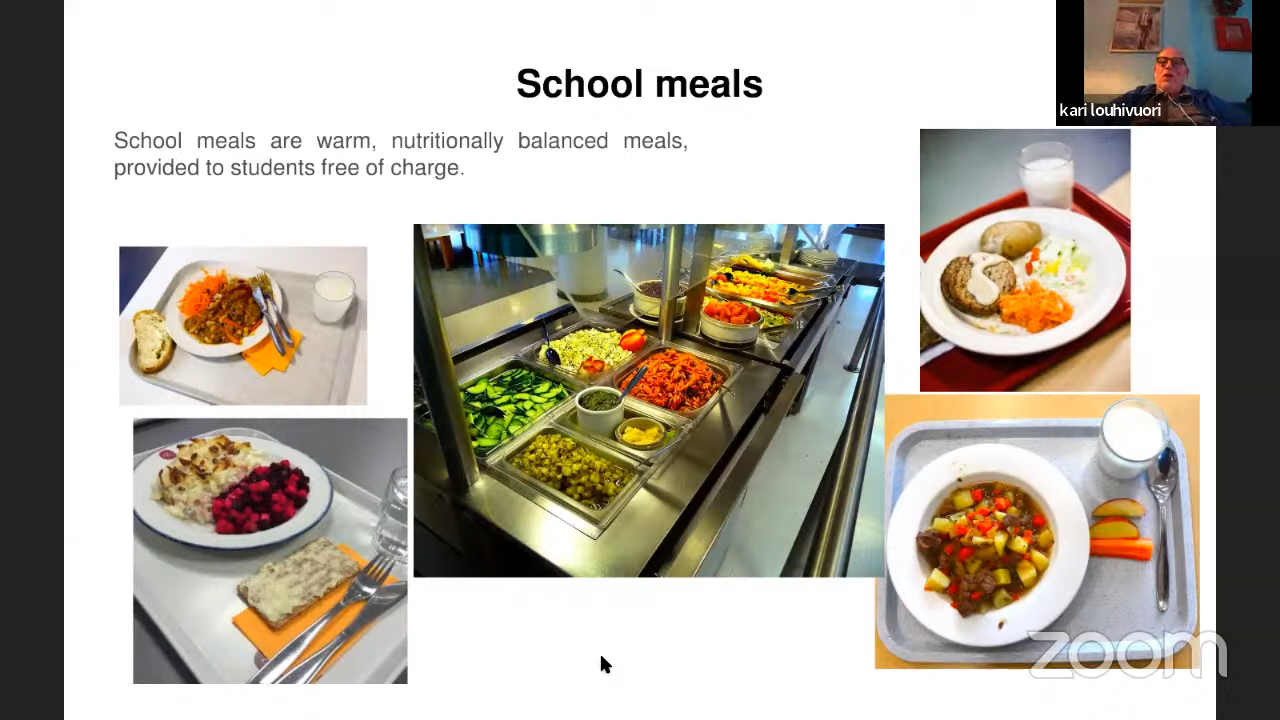 School meals
kari louhivuori
School meals are warm, nutritionally balanced meals,
provided to students free of charge.
zoom